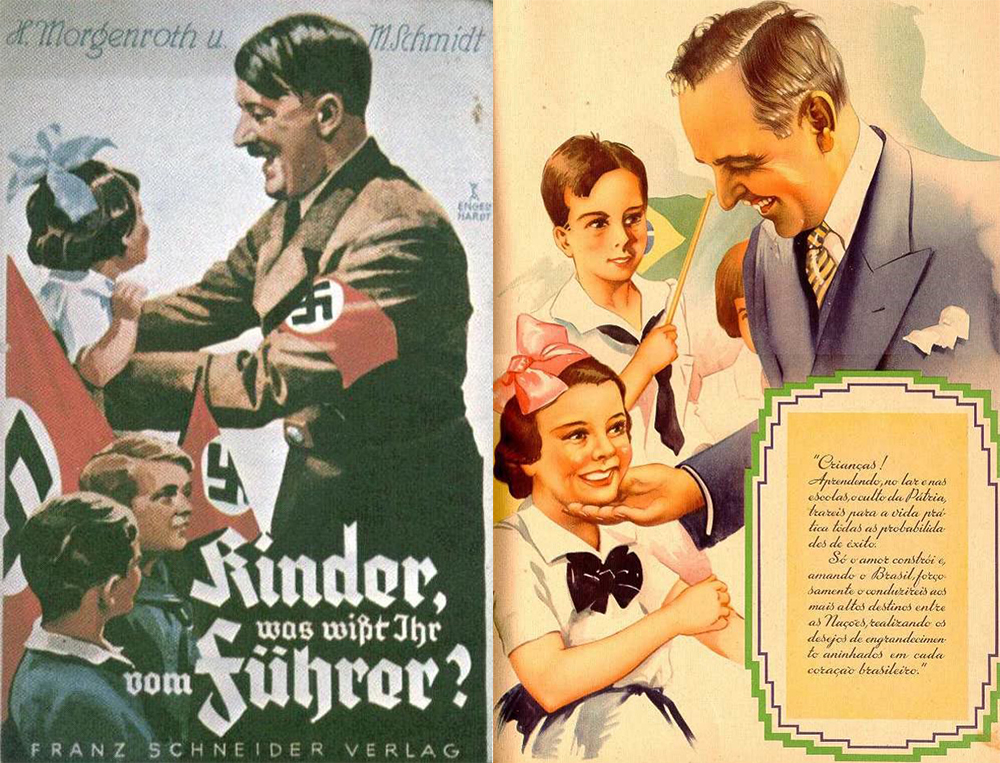 H. Morgenroth u. M. Schmidt
ENGEL
HARDT
Kinder,
was wißt Ihr
vom Führer?
FRANZ SCHNEIDER VERLAG
"Crianças!
Aprendendo, no lar e nas
escolas, o culto da Pátria,
trareis para a vida prá-
tica tôdas as probabilida
des de êxito.
Só o amor constrói e,
amando o Brasil, forço-
samente o conduzireis aos
mais altos destinos entre
as Nações, realizando os
desejos de engrandecimen-
to aninhados em cada
coração brasileiro."